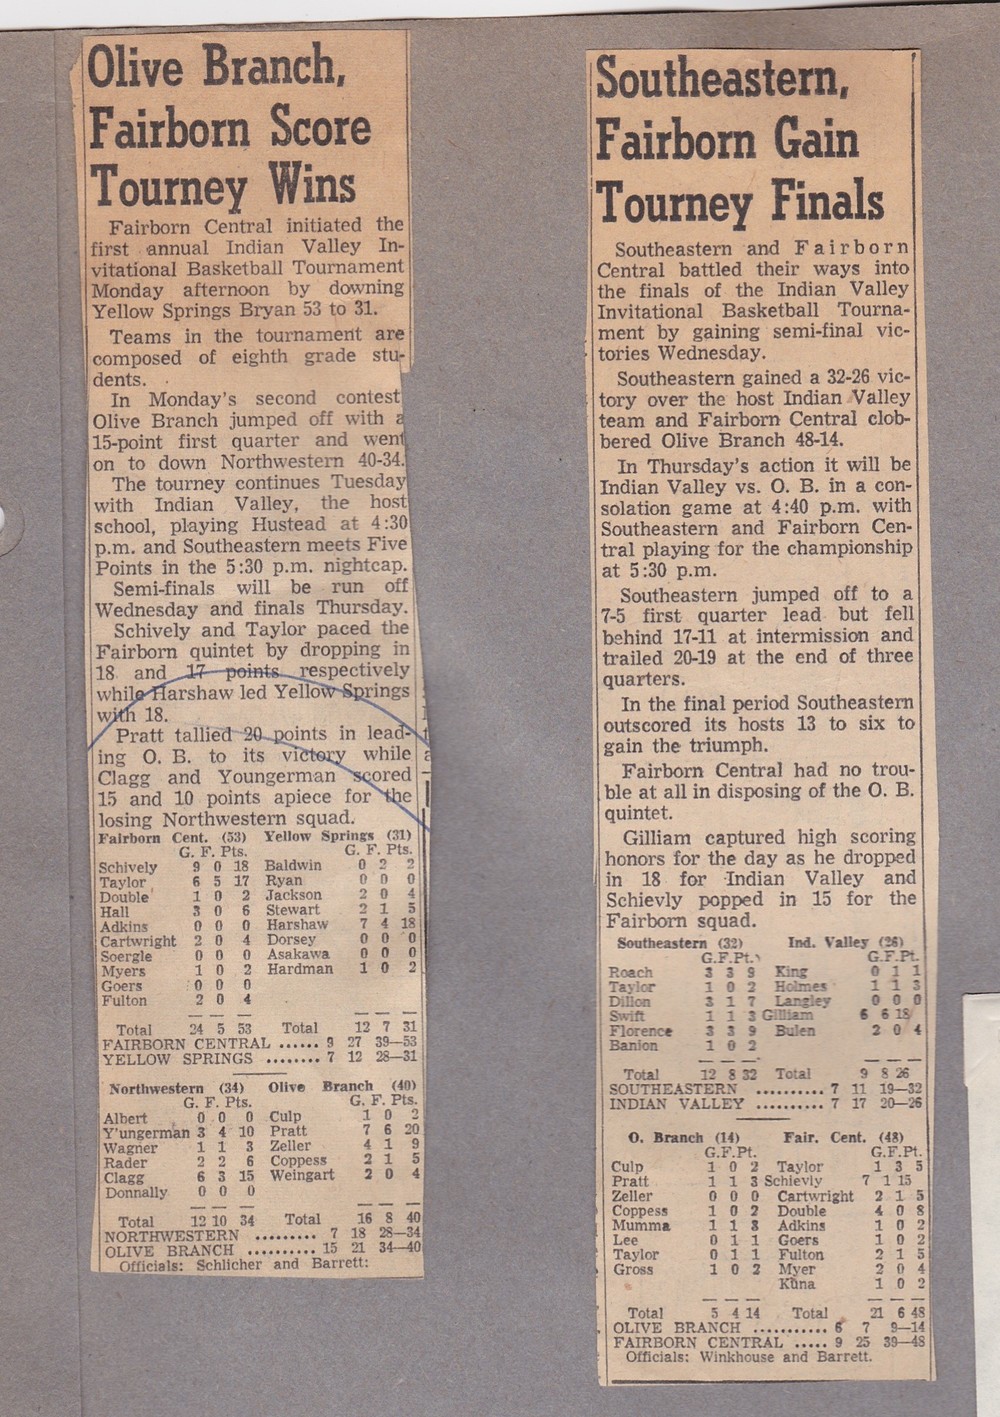 Olive Branch,
Fairborn Score
Tourney Wins
Fairborn Central initiated the
first annual Indian Valley In-
vitational Basketball Tournament
Monday afternoon by downing
Yellow Springs Bryan 53 to 31.
Teams in the tournament are
composed of eighth grade stu-
dents.
In Monday's second contest
Olive Branch jumped off with a
15-point first quarter and went
on to down Northwestern 40-34.
The tourney continues Tuesday
with Indian Valley, the host
school, playing Hustead at 4:30
p.m. and Southeastern meets Five
Points in the 5:30 p.m. nightcap.
Semi-finals will be run off
Wednesday and finals Thursday.
Schively and Taylor paced the
Fairborn quintet by dropping in
18 and 17 points respectively
while Harshaw led Yellow Springs
with 18.
Pratt tallied 20 points in lead-
ing O. B. to its victory while
Clagg and Youngerman scored
15 and 10 points apiece for the
losing Northwestern squad.
Fairborn Cent. (53) Yellow Springs (31)
G. F. Pts. G. F. Pts.
Schively 9 0 18 Baldwin 0 2 2
Taylor 6 5 17 Ryan 0 0 0
Double 1 0 2 Jackson 2 0 4
Hall 3 0 6 Stewart 2 1 5
Adkins 0 0 0 Harshaw 7 4 18
Cartwright 2 0 4 Dorsey 0 0 0
Soergle 0 0 0 Asakawa 0 0 0
Myers 1 0 2 Hardman 1 0 2
Goers 0 0 0
Fulton 2 0 4
Total 24 5 53 Total 12 7 31
FAIRBORN CENTRAL ...... 9 27 39—53
YELLOW SPRINGS ........ 7 12 28—31
Northwestern (34) Olive Branch (40)
G. F. Pts. G. F. Pts.
Albert 0 0 0 Culp 1 0 2
Y'ungerman 3 4 10 Pratt 7 6 20
Wagner 1 1 3 Zeller 4 1 9
Rader 2 2 6 Coppess 2 1 5
Clagg 6 3 15 Weingart 2 0 4
Donnally 0 0 0
Total 12 10 34 Total 16 8 40
NORTHWESTERN ......... 7 18 28—34
OLIVE BRANCH .......... 15 21 34—40
Officials: Schlicher and Barrett:
Southeastern,
Fairborn Gain
Tourney Finals
Southeastern and Fairborn
Central battled their ways into
the finals of the Indian Valley
Invitational Basketball Tourna-
ment by gaining semi-final vic-
tories Wednesday.
Southeastern gained a 32-26 vic-
tory over the host Indian Valley
team and Fairborn Central clob-
bered Olive Branch 48-14.
In Thursday's action it will be
Indian Valley vs. O. B. in a con-
solation game at 4:40 p.m. with
Southeastern and Fairborn Cen-
tral playing for the championship
at 5:30 p.m.
Southeastern jumped off to a
7-5 first quarter lead but fell
behind 17-11 at intermission and
trailed 20-19 at the end of three
quarters.
In the final period Southeastern
outscored its hosts 13 to six to
gain the triumph.
Fairborn Central had no trou-
ble at all in disposing of the O. B.
quintet.
Gilliam captured high scoring
honors for the day as he dropped
in 18 for Indian Valley and
Schievly popped in 15 for the
Fairborn squad.
Southeastern (32) Ind. Valley (26)
G.F.Pt. G.F.Pt.
Roach 3 3 9 King 0 1 1
Taylor 1 0 2 Holmes 1 1 3
Dillon 3 1 7 Langley 0 0 0
Swift 1 1 3 Gilliam 6 6 18
Florence 3 3 9 Bulen 2 0 4
Banion 1 0 2
Total 12 8 32 Total 9 8 26
SOUTHEASTERN .......... 7 11 19—32
INDIAN VALLEY .......... 7 17 20—26
O. Branch (14) Fair. Cent. (48)
G.F.Pt. G.F.Pt.
Culp 1 0 2 Taylor 1 3 5
Pratt 1 1 3 Schievly 7 1 15
Zeller 0 0 0 Cartwright 2 1 5
Coppess 1 0 2 Double 4 0 8
Mumma 1 1 3 Adkins 1 0 2
Lee 0 1 1 Goers 1 0 2
Taylor 0 1 1 Fulton 2 1 5
Gross 1 0 2 Myer 2 0 4
Kuna 1 0 2
Total 5 4 14 Total 21 6 48
OLIVE BRANCH ........... 6 7 9—14
FAIRBORN CENTRAL ..... 9 25 39—48
Officials: Winkhouse and Barrett.